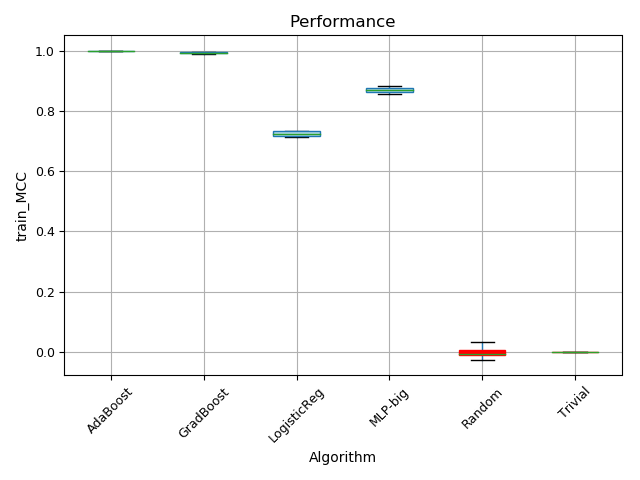 Performance
train_MCC
1.0
0.8
0.6
0.4
0.2
0.0
AdaBoost
GradBoost
LogisticReg
MLP-big
Random
Trivial
Algorithm